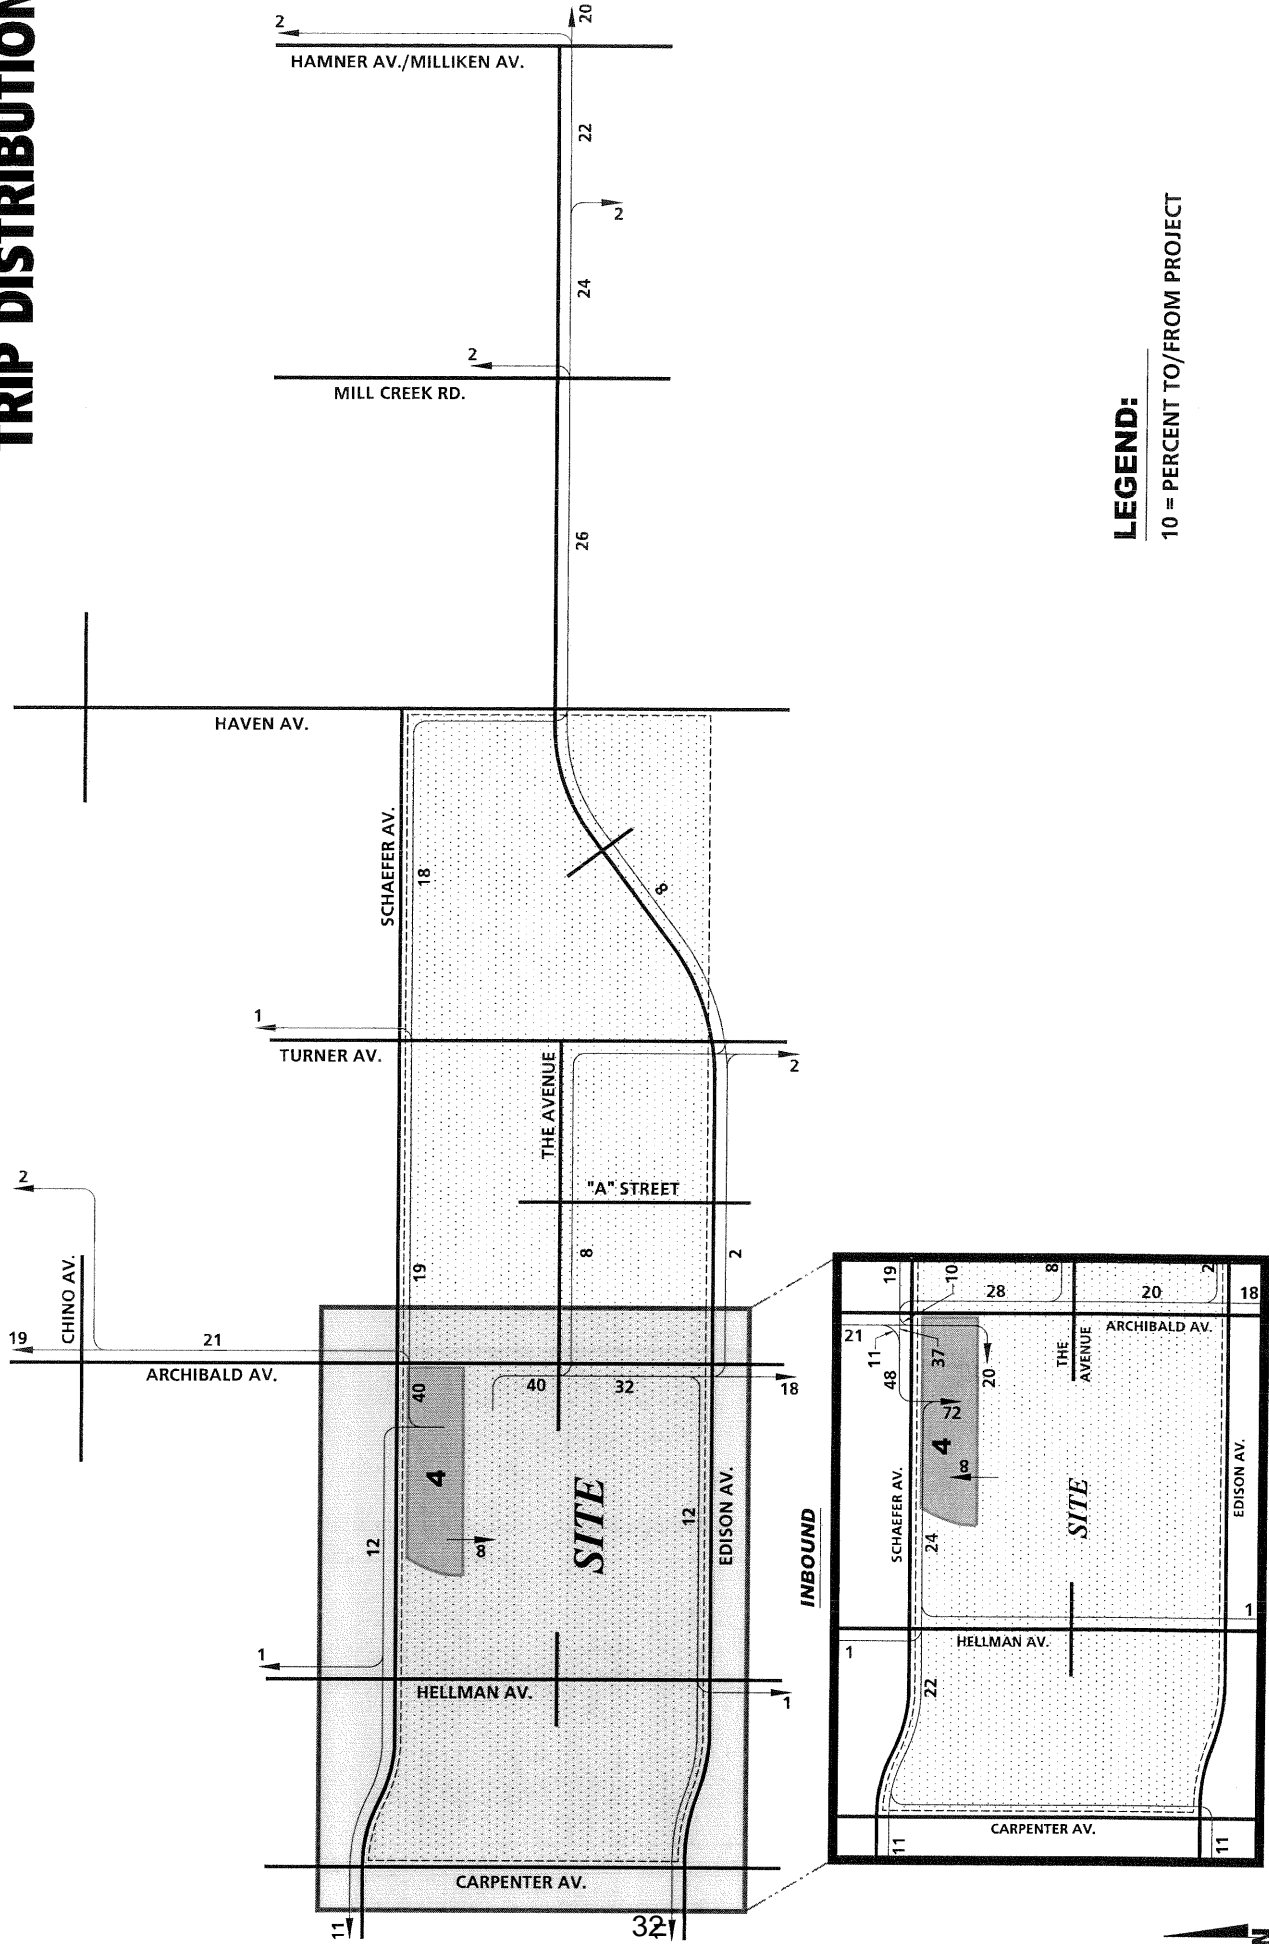 TRIP DISTRIBUTION
2
20
HAMNER AV./MILLIKEN AV.
22
2
24
2
MILL CREEK RD.
26
LEGEND:
10 = PERCENT TO/FROM PROJECT
HAVEN AV.
SCHAEFER AV.
18
8
1
TURNER AV.
THE AVENUE
2
2
"A" STREET
CHINO AV.
19
8
2
19
21
ARCHIBALD AV.
40
40
32
18
4
12
8
SITE
12
EDISON AV.
1
HELLMAN AV.
1
CARPENTER AV.
11
32
INBOUND
19
10
28
8
20
2
18
21
11
37
ARCHIBALD AV.
THE
AVENUE
48
20
72
4
8
SCHAEFER AV.
24
SITE
EDISON AV.
1
1
HELLMAN AV.
22
CARPENTER AV.
11
11
N